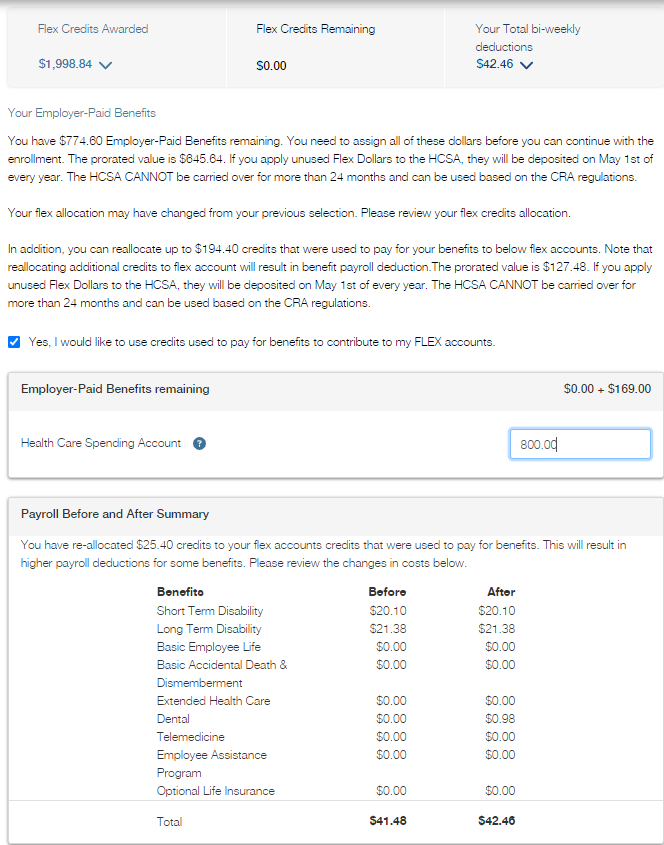 Flex Credits Awarded
Flex Credits Remaining
Your Total bi-weekly
deductions
$1,998.84
$0.00
$42.46
Your Employer-Paid Benefits
You have $774.60 Employer-Paid Benefits remaining. You need to assign all of these dollars before you can continue with the
enrollment. The prorated value is $645.64. If you apply unused Flex Dollars to the HCSA, they will be deposited on May 1st of
every year. The HCSA CANNOT be carried over for more than 24 months and can be used based on the CRA regulations.
Your flex allocation may have changed from your previous selection. Please review your flex credits allocation.
In addition, you can reallocate up to $194.40 credits that were used to pay for your benefits to below flex accounts. Note that
reallocating additional credits to flex account will result in benefit payroll deduction.The prorated value is $127.48. If you apply
unused Flex Dollars to the HCSA, they will be deposited on May 1st of every year. The HCSA CANNOT be carried over for
more than 24 months and can be used based on the CRA regulations.
Yes, I would like to use credits used to pay for benefits to contribute to my FLEX accounts.
Employer-Paid Benefits remaining $0.00 + $169.00
Health Care Spending Account ? 800.00
Payroll Before and After Summary
You have re-allocated $25.40 credits to your flex accounts credits that were used to pay for benefits. This will result in
higher payroll deductions for some benefits. Please review the changes in costs below.
Benefits Before After
Short Term Disability $20.10 $20.10
Long Term Disability $21.38 $21.38
Basic Employee Life $0.00 $0.00
Basic Accidental Death & $0.00 $0.00
Dismemberment
Extended Health Care $0.00 $0.00
Dental $0.00 $0.98
Telemedicine $0.00 $0.00
Employee Assistance $0.00 $0.00
Program
Optional Life Insurance $0.00 $0.00
Total $41.48 $42.46